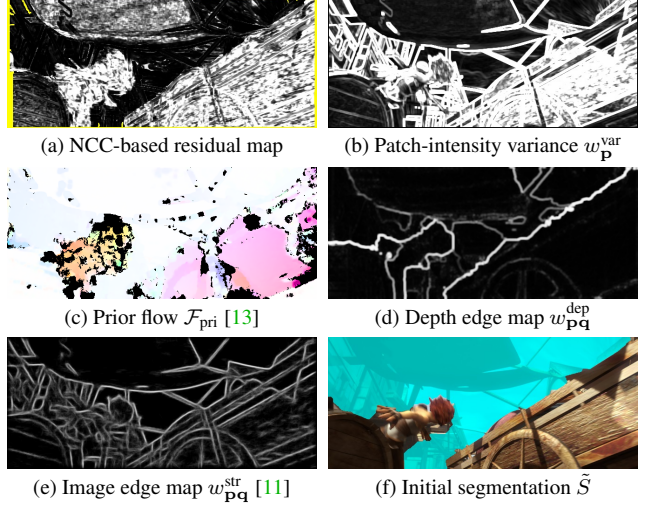 (a) NCC-based residual map
(b) Patch-intensity variance w_𝐩^var
(c) Prior flow 𝓕_pri [13]
(d) Depth edge map w_𝐩𝐪^dep
(e) Image edge map w_𝐩𝐪^str [11]
(f) Initial segmentation S̃